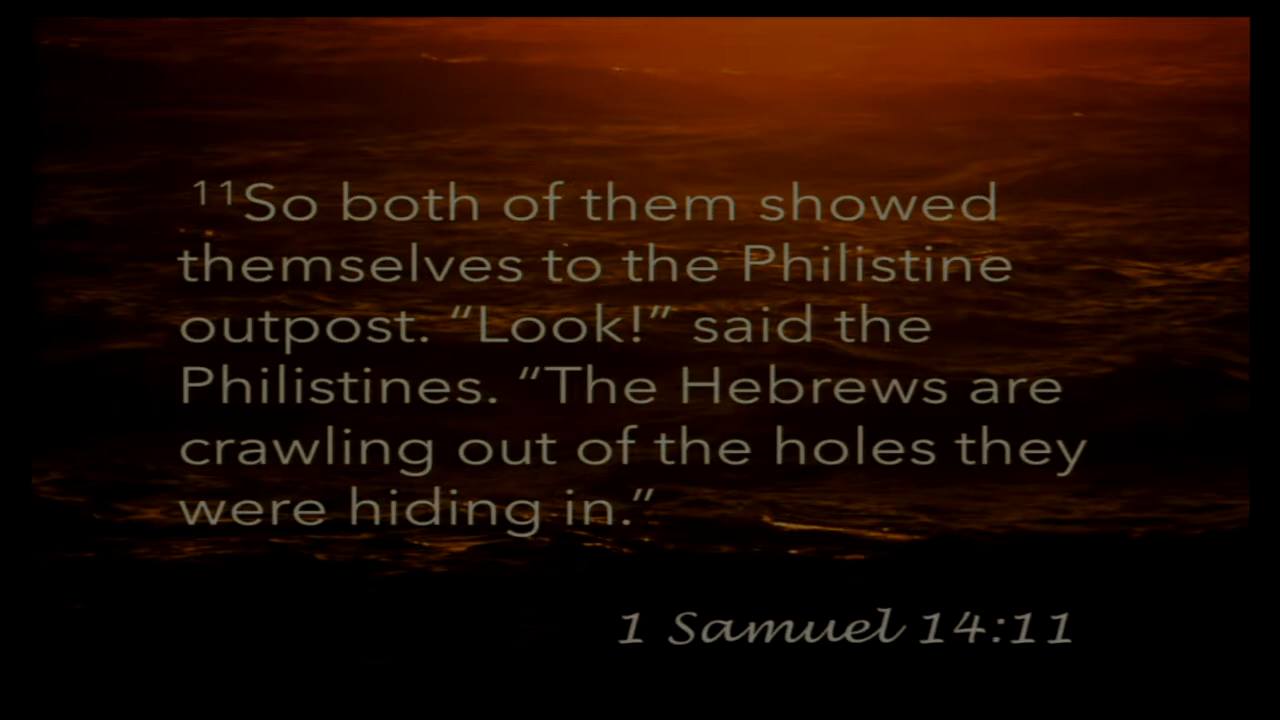 ¹¹So both of them showed
themselves to the Philistine
outpost. “Look!” said the
Philistines. “The Hebrews are
crawling out of the holes they
were hiding in.”
1 Samuel 14:11